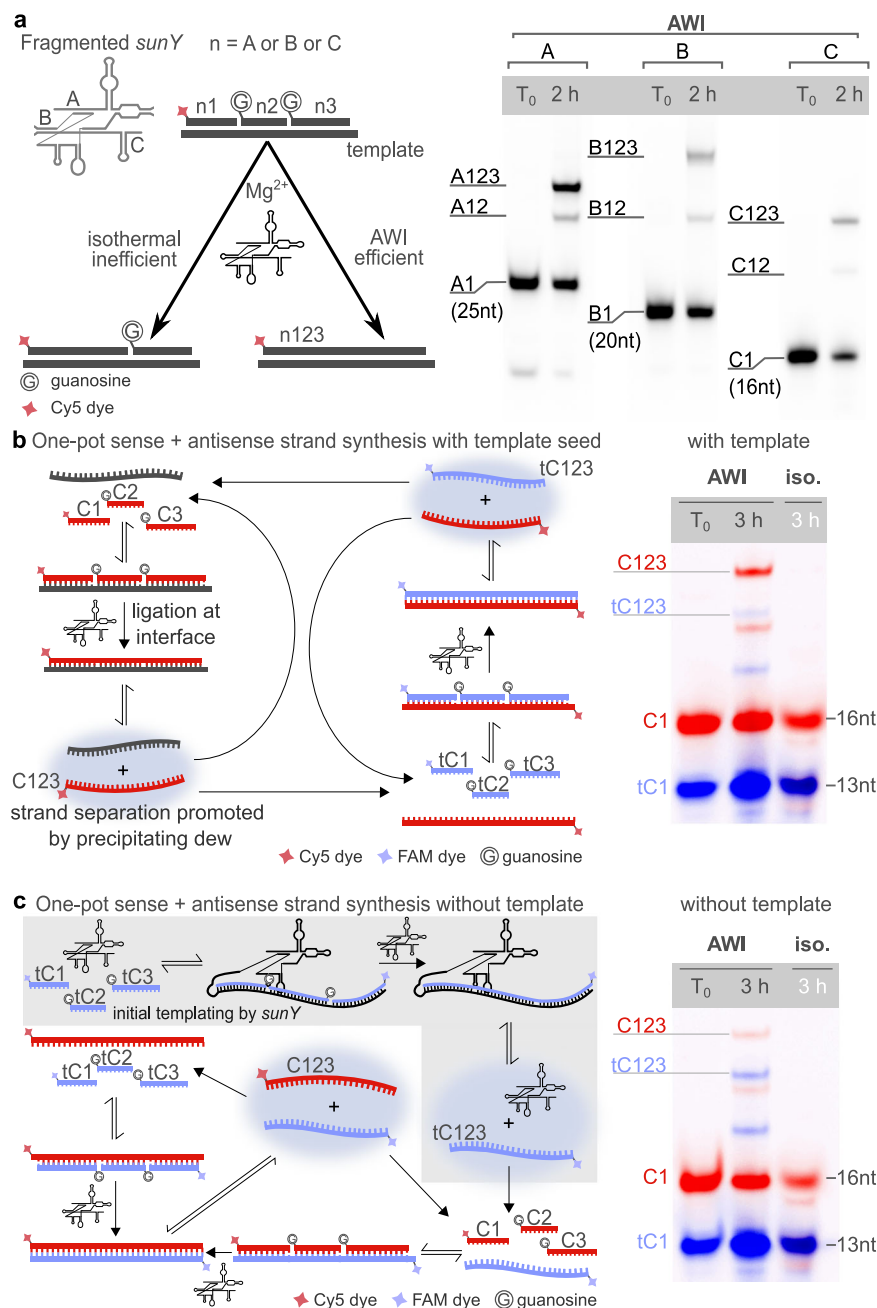 a
Fragmented sunY
n = A or B or C
A
B
C
n1
G
n2
G
n3
template
Mg2+
isothermal
inefficient
AWI
efficient
G
n123
G guanosine
Cy5 dye
AWI
A
B
C
T0
2 h
T0
2 h
T0
2 h
A123
A12
A1
(25nt)
B123
B12
B1
(20nt)
C123
C12
C1
(16nt)
b One-pot sense + antisense strand synthesis with template seed
C2
G
C1
G
C3
G
G
ligation at
interface
+
C123
strand separation promoted
by precipitating dew
tC123
+
G
G
tC1
G
tC3
G
tC2
Cy5 dye
FAM dye
G guanosine
with template
AWI
iso.
T0
3 h
3 h
C123
tC123
C1
tC1
16nt
13nt
c One-pot sense + antisense strand synthesis without template
tC1
G
tC3
G
tC2
initial templating by sunY
G
G
tC2
G
tC1
G
tC3
C123
+
+
tC123
G
G
G
G
C1
G
C2
G
C3
Cy5 dye
FAM dye
G guanosine
without template
AWI
iso.
T0
3 h
3 h
C123
tC123
C1
tC1
16nt
13nt